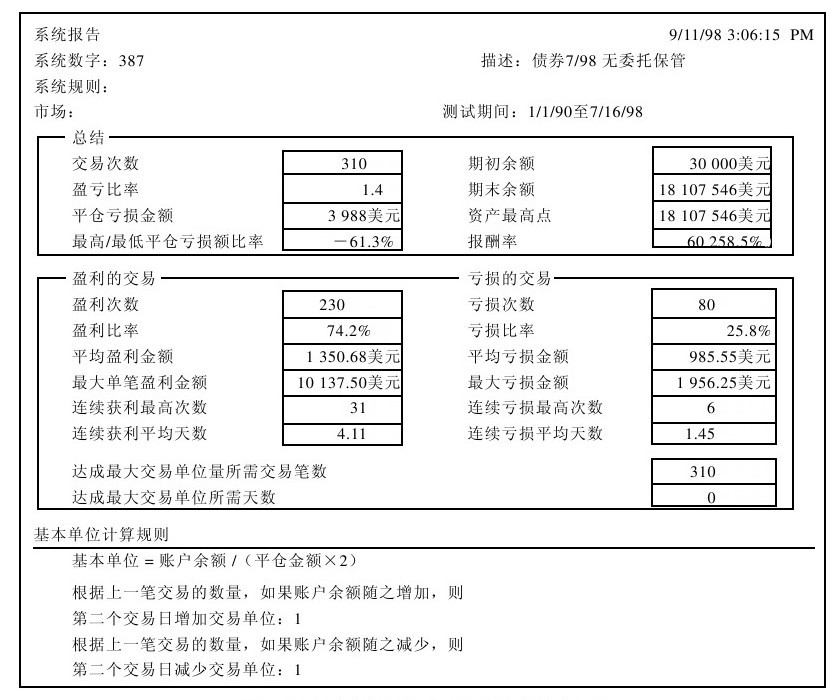 系统报告 9/11/98 3:06:15 PM
系统数字：387 描述：债券7/98 无委托保管
系统规则：
市场： 测试期间：1/1/90至7/16/98
总结
交易次数 310 期初余额 30 000美元
盈亏比率 1.4 期末余额 18 107 546美元
平仓亏损金额 3 988美元 资产最高点 18 107 546美元
最高/最低平仓亏损额比率 －61.3% 报酬率 60 258.5%
盈利的交易 亏损的交易
盈利次数 230 亏损次数 80
盈利比率 74.2% 亏损比率 25.8%
平均盈利金额 1 350.68美元 平均亏损金额 985.55美元
最大单笔盈利金额 10 137.50美元 最大亏损金额 1 956.25美元
连续获利最高次数 31 连续亏损最高次数 6
连续获利平均天数 4.11 连续亏损平均天数 1.45
达成最大交易单位量所需交易笔数 310
达成最大交易单位所需天数 0
基本单位计算规则
基本单位 = 账户余额 /（平仓金额×2）
根据上一笔交易的数量，如果账户余额随之增加，则
第二个交易日增加交易单位：1
根据上一笔交易的数量，如果账户余额随之减少，则
第二个交易日减少交易单位：1